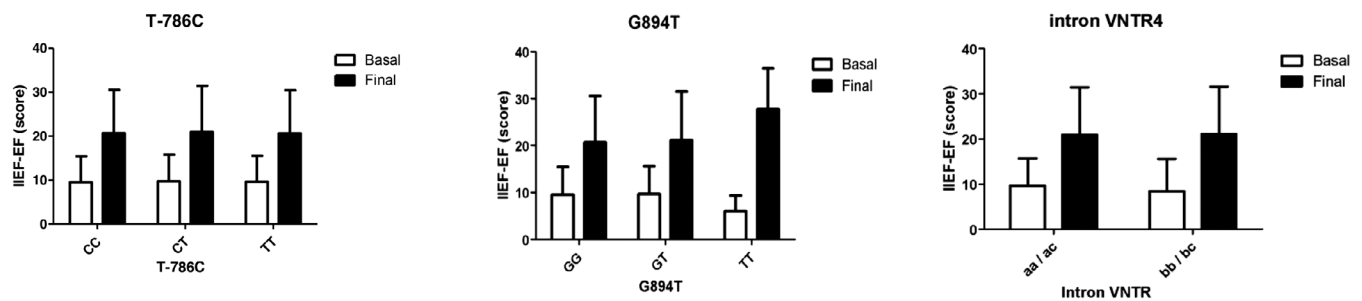 T-786C
IIEF-EF (score)
40
30
20
10
0
CC
CT
TT
T-786C
Basal
Final
G894T
IIEF-EF (score)
40
30
20
10
0
GG
GT
TT
G894T
Basal
Final
intron VNTR4
IIEF-EF (score)
40
30
20
10
0
aa / ac
bb / bc
Intron VNTR
Basal
Final